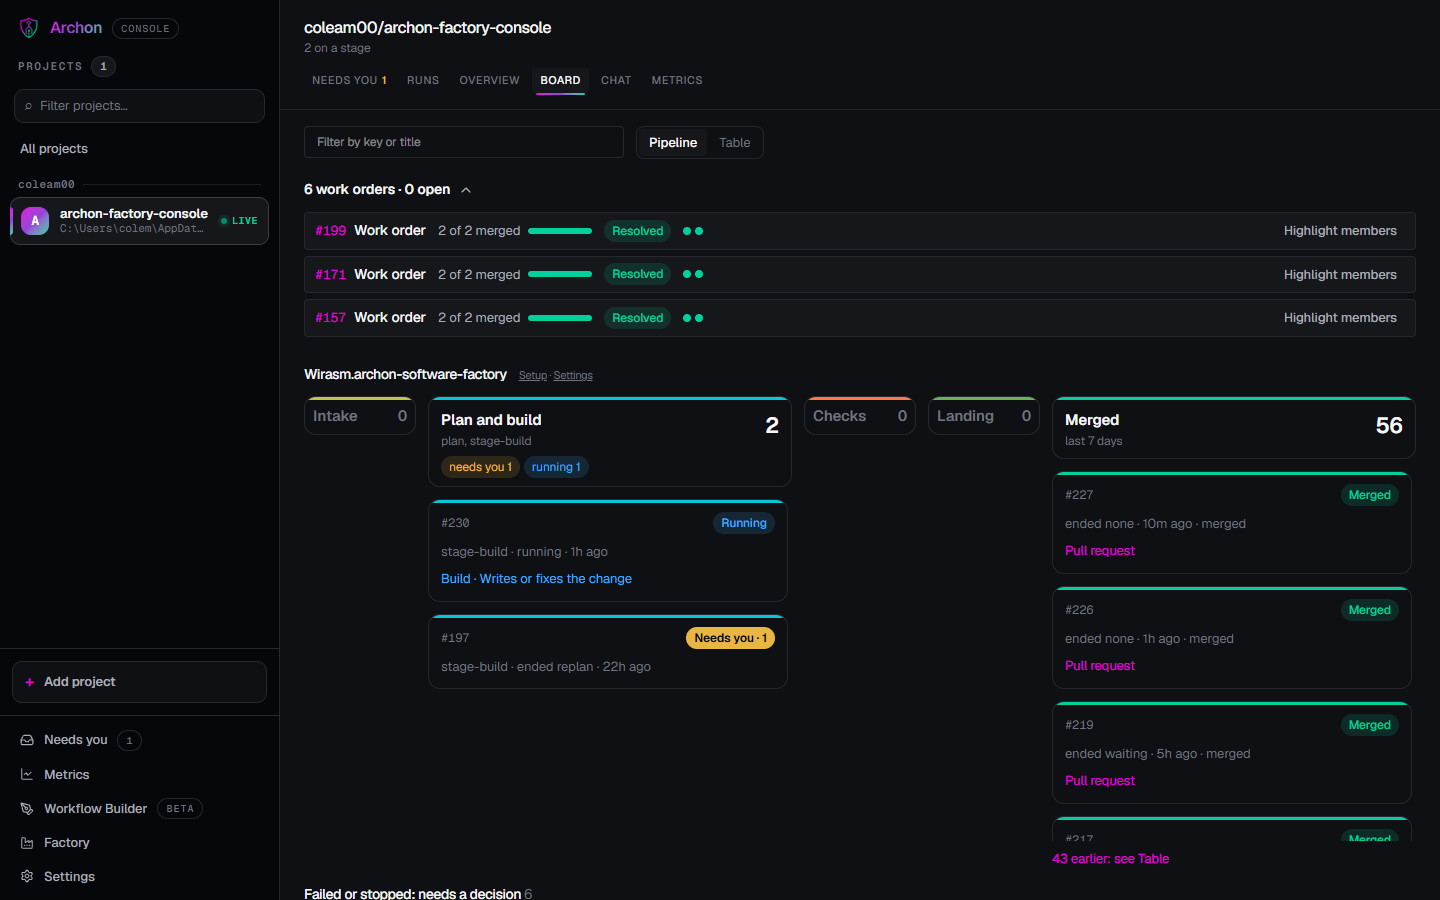 Archon CONSOLE
PROJECTS 1
Filter projects...
All projects
coleam00
A archon-factory-console LIVE
C:\Users\colem\AppDat…
+ Add project
Needs you 1
Metrics
Workflow Builder BETA
Factory
Settings
coleam00/archon-factory-console
2 on a stage
NEEDS YOU 1 RUNS OVERVIEW BOARD CHAT METRICS
Filter by key or title Pipeline Table
6 work orders · 0 open
#199 Work order 2 of 2 merged Resolved Highlight members
#171 Work order 2 of 2 merged Resolved Highlight members
#157 Work order 2 of 2 merged Resolved Highlight members
Wirasm.archon-software-factory Setup · Settings
Intake 0
Plan and build 2
plan, stage-build
needs you 1 running 1
#230 Running
stage-build · running · 1h ago
Build · Writes or fixes the change
#197 Needs you · 1
stage-build · ended replan · 22h ago
Checks 0
Landing 0
Merged 56
last 7 days
#227 Merged
ended none · 10m ago · merged
Pull request
#226 Merged
ended none · 1h ago · merged
Pull request
#219 Merged
ended waiting · 5h ago · merged
Pull request
#217 Merged
43 earlier: see Table
Failed or stopped: needs a decision 6